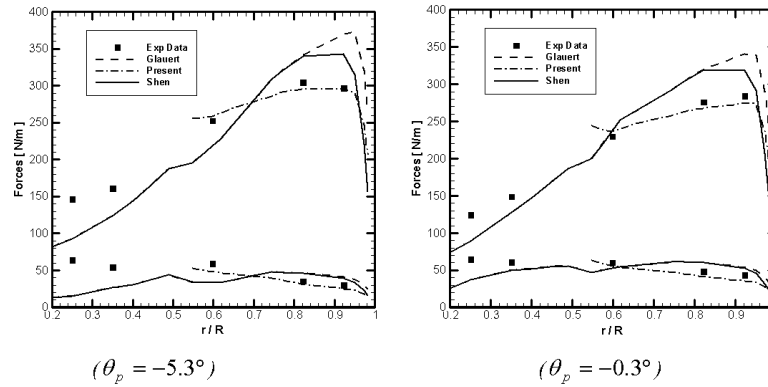 400
350
300
250
200
150
100
50
0
Forces [ N/m ]
0.2 0.3 0.4 0.5 0.6 0.7 0.8 0.9 1
r / R
Exp Data
Glauert
Present
Shen
(θp = −5.3°)
400
350
300
250
200
150
100
50
0
Forces [ N/m ]
0.2 0.3 0.4 0.5 0.6 0.7 0.8 0.9
r / R
Exp Data
Glauert
Present
Shen
(θp = −0.3°)